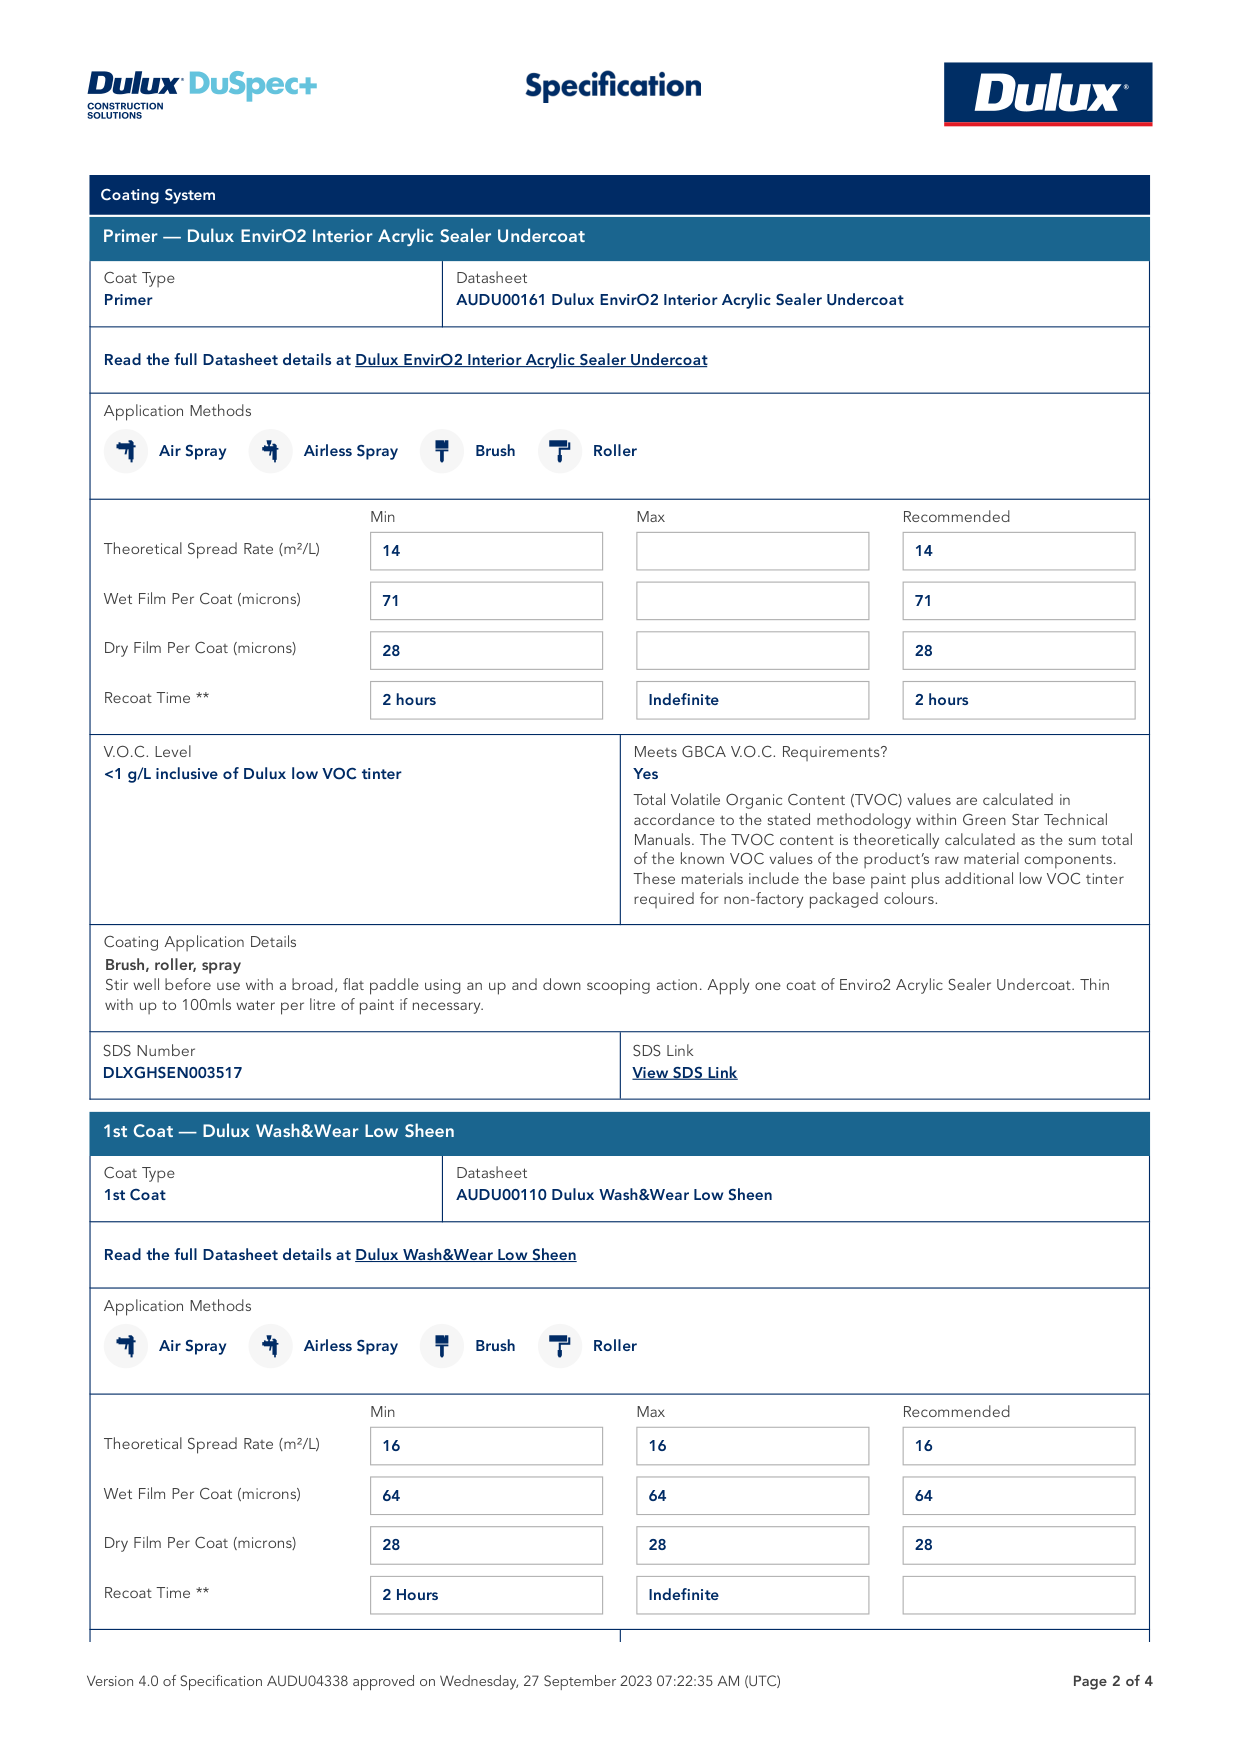 Dulux DuSpec+
CONSTRUCTION
SOLUTIONS
Specification
Dulux®
Coating System
Primer — Dulux EnvirO2 Interior Acrylic Sealer Undercoat
Coat Type
Primer
Datasheet
AUDU00161 Dulux EnvirO2 Interior Acrylic Sealer Undercoat
Read the full Datasheet details at Dulux EnvirO2 Interior Acrylic Sealer Undercoat
Application Methods
Air Spray Airless Spray Brush Roller
Min Max Recommended
Theoretical Spread Rate (m²/L) 14 14
Wet Film Per Coat (microns) 71 71
Dry Film Per Coat (microns) 28 28
Recoat Time ** 2 hours Indefinite 2 hours
V.O.C. Level
<1 g/L inclusive of Dulux low VOC tinter
Meets GBCA V.O.C. Requirements?
Yes
Total Volatile Organic Content (TVOC) values are calculated in
accordance to the stated methodology within Green Star Technical
Manuals. The TVOC content is theoretically calculated as the sum total
of the known VOC values of the product's raw material components.
These materials include the base paint plus additional low VOC tinter
required for non-factory packaged colours.
Coating Application Details
Brush, roller, spray
Stir well before use with a broad, flat paddle using an up and down scooping action. Apply one coat of Enviro2 Acrylic Sealer Undercoat. Thin
with up to 100mls water per litre of paint if necessary.
SDS Number
DLXGHSEN003517
SDS Link
View SDS Link
1st Coat — Dulux Wash&Wear Low Sheen
Coat Type
1st Coat
Datasheet
AUDU00110 Dulux Wash&Wear Low Sheen
Read the full Datasheet details at Dulux Wash&Wear Low Sheen
Application Methods
Air Spray Airless Spray Brush Roller
Min Max Recommended
Theoretical Spread Rate (m²/L) 16 16 16
Wet Film Per Coat (microns) 64 64 64
Dry Film Per Coat (microns) 28 28 28
Recoat Time ** 2 Hours Indefinite
Version 4.0 of Specification AUDU04338 approved on Wednesday, 27 September 2023 07:22:35 AM (UTC)
Page 2 of 4